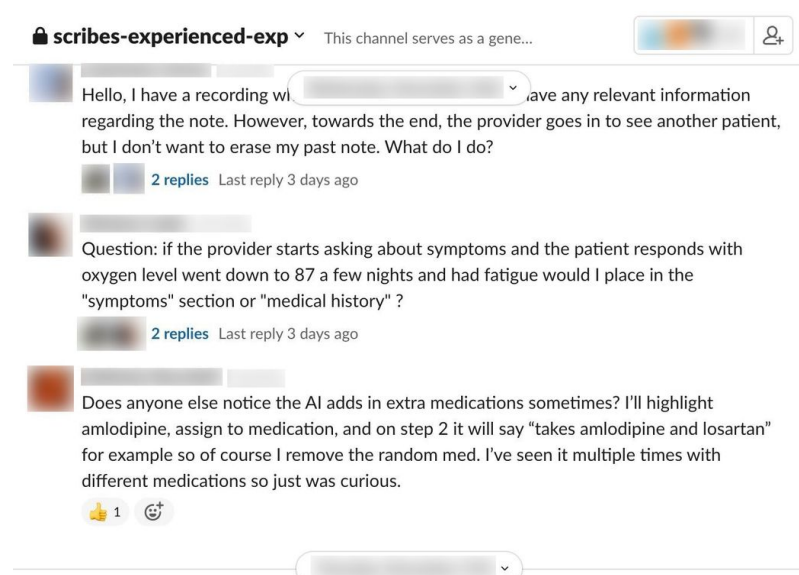 scribes-experienced-exp This channel serves as a gene...
Hello, I have a recording ave any relevant information
regarding the note. However, towards the end, the provider goes in to see another patient,
but I don't want to erase my past note. What do I do?
2 replies Last reply 3 days ago
Question: if the provider starts asking about symptoms and the patient responds with
oxygen level went down to 87 a few nights and had fatigue would I place in the
"symptoms" section or "medical history" ?
2 replies Last reply 3 days ago
Does anyone else notice the AI adds in extra medications sometimes? I'll highlight
amlodipine, assign to medication, and on step 2 it will say “takes amlodipine and losartan”
for example so of course I remove the random med. I've seen it multiple times with
different medications so just was curious.
1